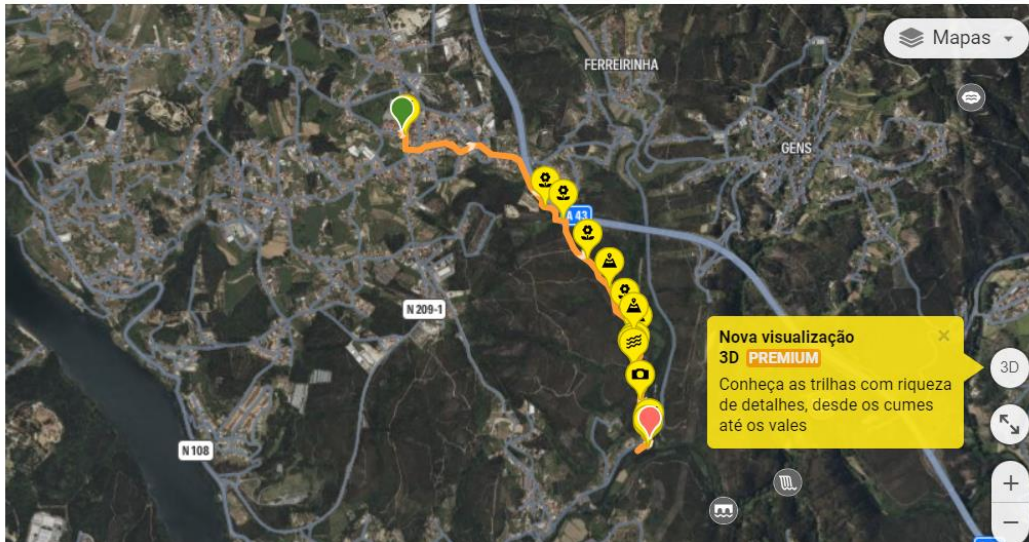 Mapas
FERREIRINHA
GENS
A 43
N 209-1
Nova visualização
3D PREMIUM
Conheça as trilhas com riqueza
de detalhes, desde os cumes
até os vales
3D
N 108
+
−